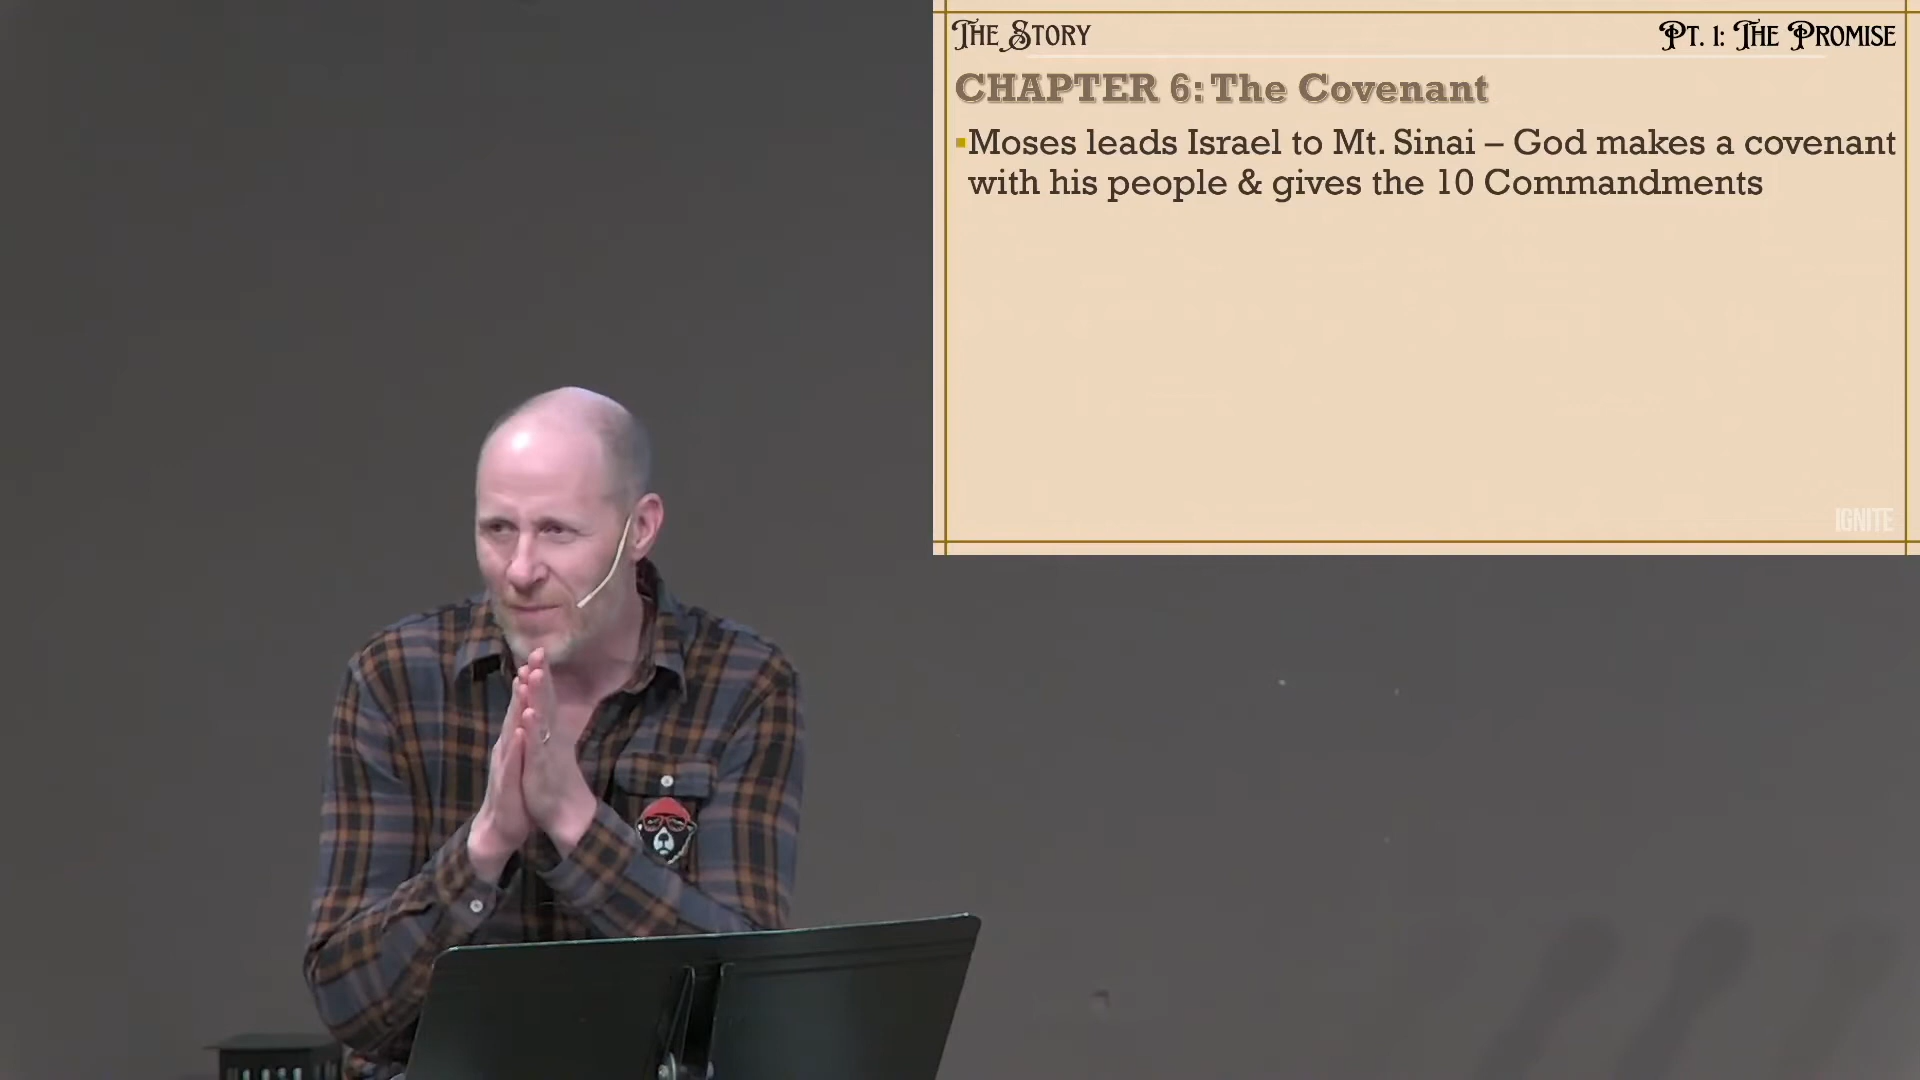 The Story
Pt. 1: The Promise
CHAPTER 6: The Covenant
Moses leads Israel to Mt. Sinai – God makes a covenant
with his people & gives the 10 Commandments
IGNITE